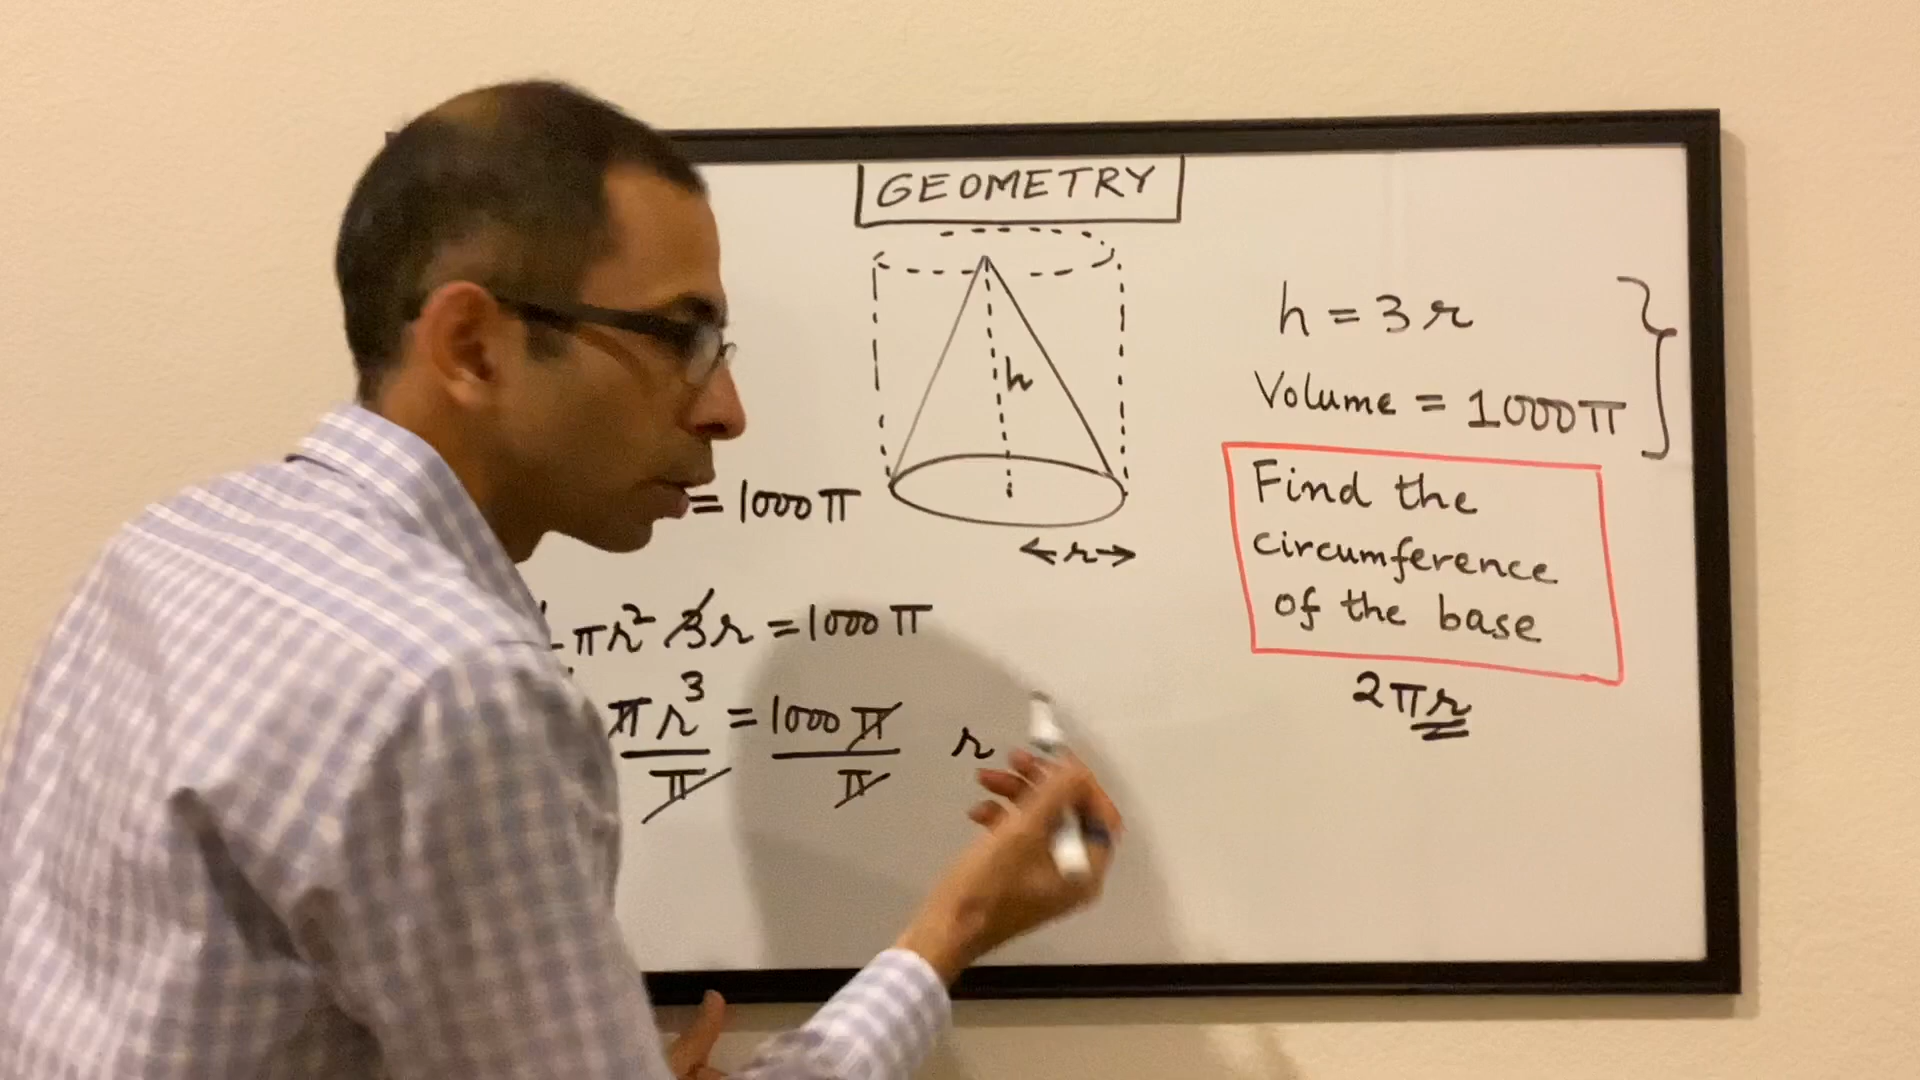 GEOMETRY
h
r
h = 3r
Volume = 1000π
Find the
circumference
of the base
2πr
= 1000π
πr² 3r = 1000π
πr³ = 1000π
π π
r